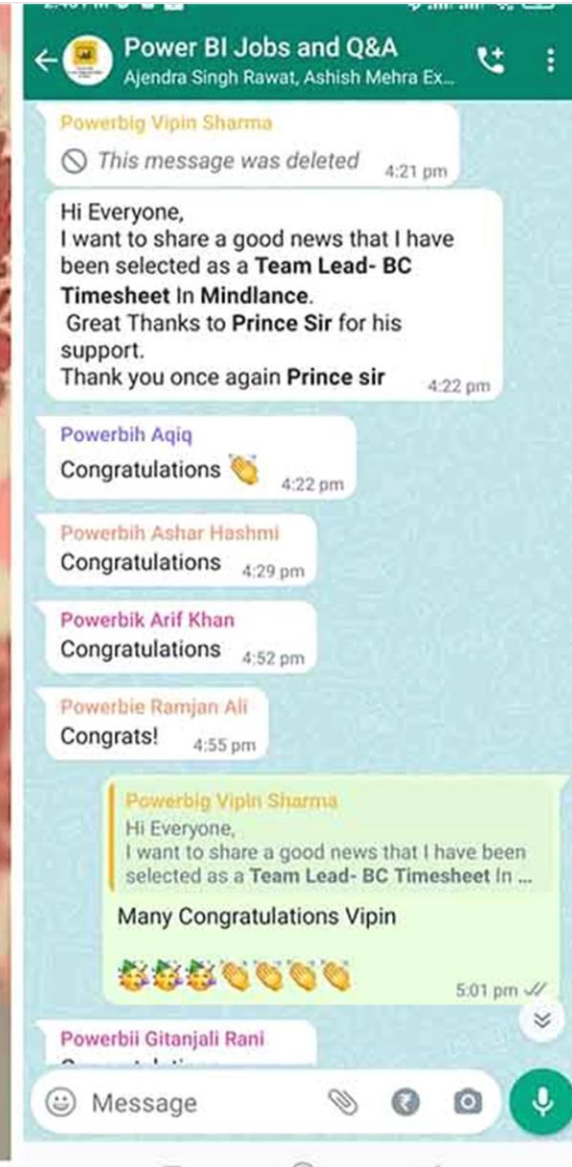 Power BI Jobs and Q&A
Ajendra Singh Rawat, Ashish Mehra Ex...
Powerbig Vipin Sharma
This message was deleted 4:21 pm
Hi Everyone,
I want to share a good news that I have
been selected as a Team Lead- BC
Timesheet In Mindlance.
Great Thanks to Prince Sir for his
support.
Thank you once again Prince sir 4:22 pm
Powerbih Aqiq
Congratulations 👏 4:22 pm
Powerbih Ashar Hashmi
Congratulations 4:29 pm
Powerbik Arif Khan
Congratulations 4:52 pm
Powerbie Ramjan Ali
Congrats! 4:55 pm
Powerbig Vipin Sharma
Hi Everyone,
I want to share a good news that I have been
selected as a Team Lead- BC Timesheet In ...
Many Congratulations Vipin
🥳🥳🥳👏👏👏👏
5:01 pm
Powerbii Gitanjali Rani
Message